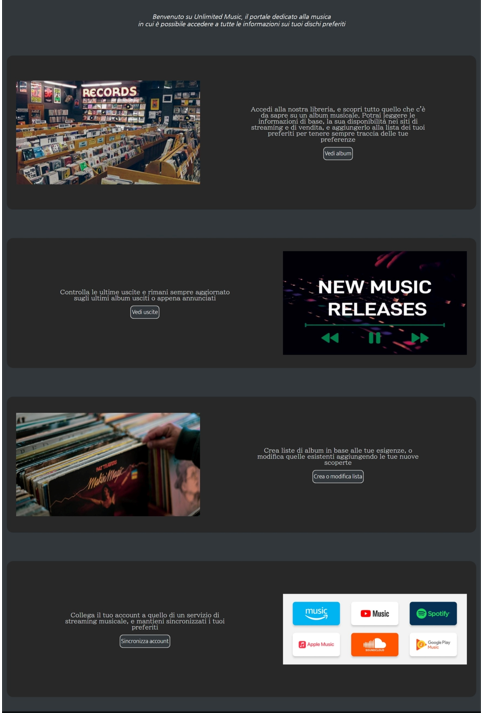 Benvenuto su Unlimited Music, il portale dedicato alla musica
in cui è possibile accedere a tutte le informazioni sui tuoi dischi preferiti
RECORDS
Accedi alla nostra libreria, e scopri tutto quello che c'è
da sapre su un album musicale. Potrai leggere le
informazioni di base, la sua disponibilità nei siti di
streaming e di vendita, e aggiungerlo alla lista dei tuoi
preferiti per tenere sempre traccia delle tue
preferenze
Vedi album
Controlla le ultime uscite e rimani sempre aggiornato
sugli ultimi album usciti o appena annunciati
Vedi uscite
NEW MUSIC
RELEASES
Crea liste di album in base alle tue esigenze, o
modifica quelle esistenti aggiungendo le tue nuove
scoperte
Crea o modifica lista
Makin' Magic
Collega il tuo account a quello di un servizio di
streaming musicale, e mantieni sincronizzati i tuoi
preferiti
Sincronizza account
music
Music
Spotify
Apple Music
SOUNDCLOUD
Google Play
Music